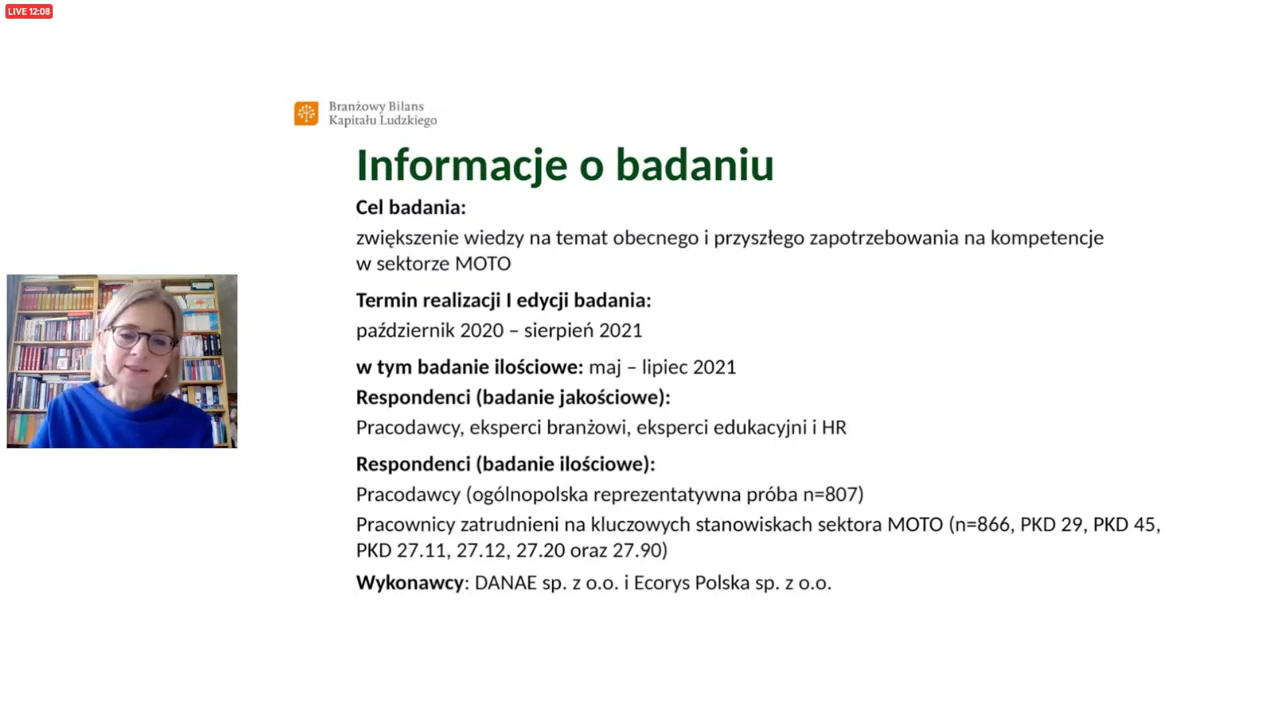 LIVE 12:08
Branżowy Bilans
Kapitału Ludzkiego
Informacje o badaniu
Cel badania:
zwiększenie wiedzy na temat obecnego i przyszłego zapotrzebowania na kompetencje
w sektorze MOTO
Termin realizacji I edycji badania:
październik 2020 – sierpień 2021
w tym badanie ilościowe: maj – lipiec 2021
Respondenci (badanie jakościowe):
Pracodawcy, eksperci branżowi, eksperci edukacyjni i HR
Respondenci (badanie ilościowe):
Pracodawcy (ogólnopolska reprezentatywna próba n=807)
Pracownicy zatrudnieni na kluczowych stanowiskach sektora MOTO (n=866, PKD 29, PKD 45,
PKD 27.11, 27.12, 27.20 oraz 27.90)
Wykonawcy: DANAE sp. z o.o. i Ecorys Polska sp. z o.o.